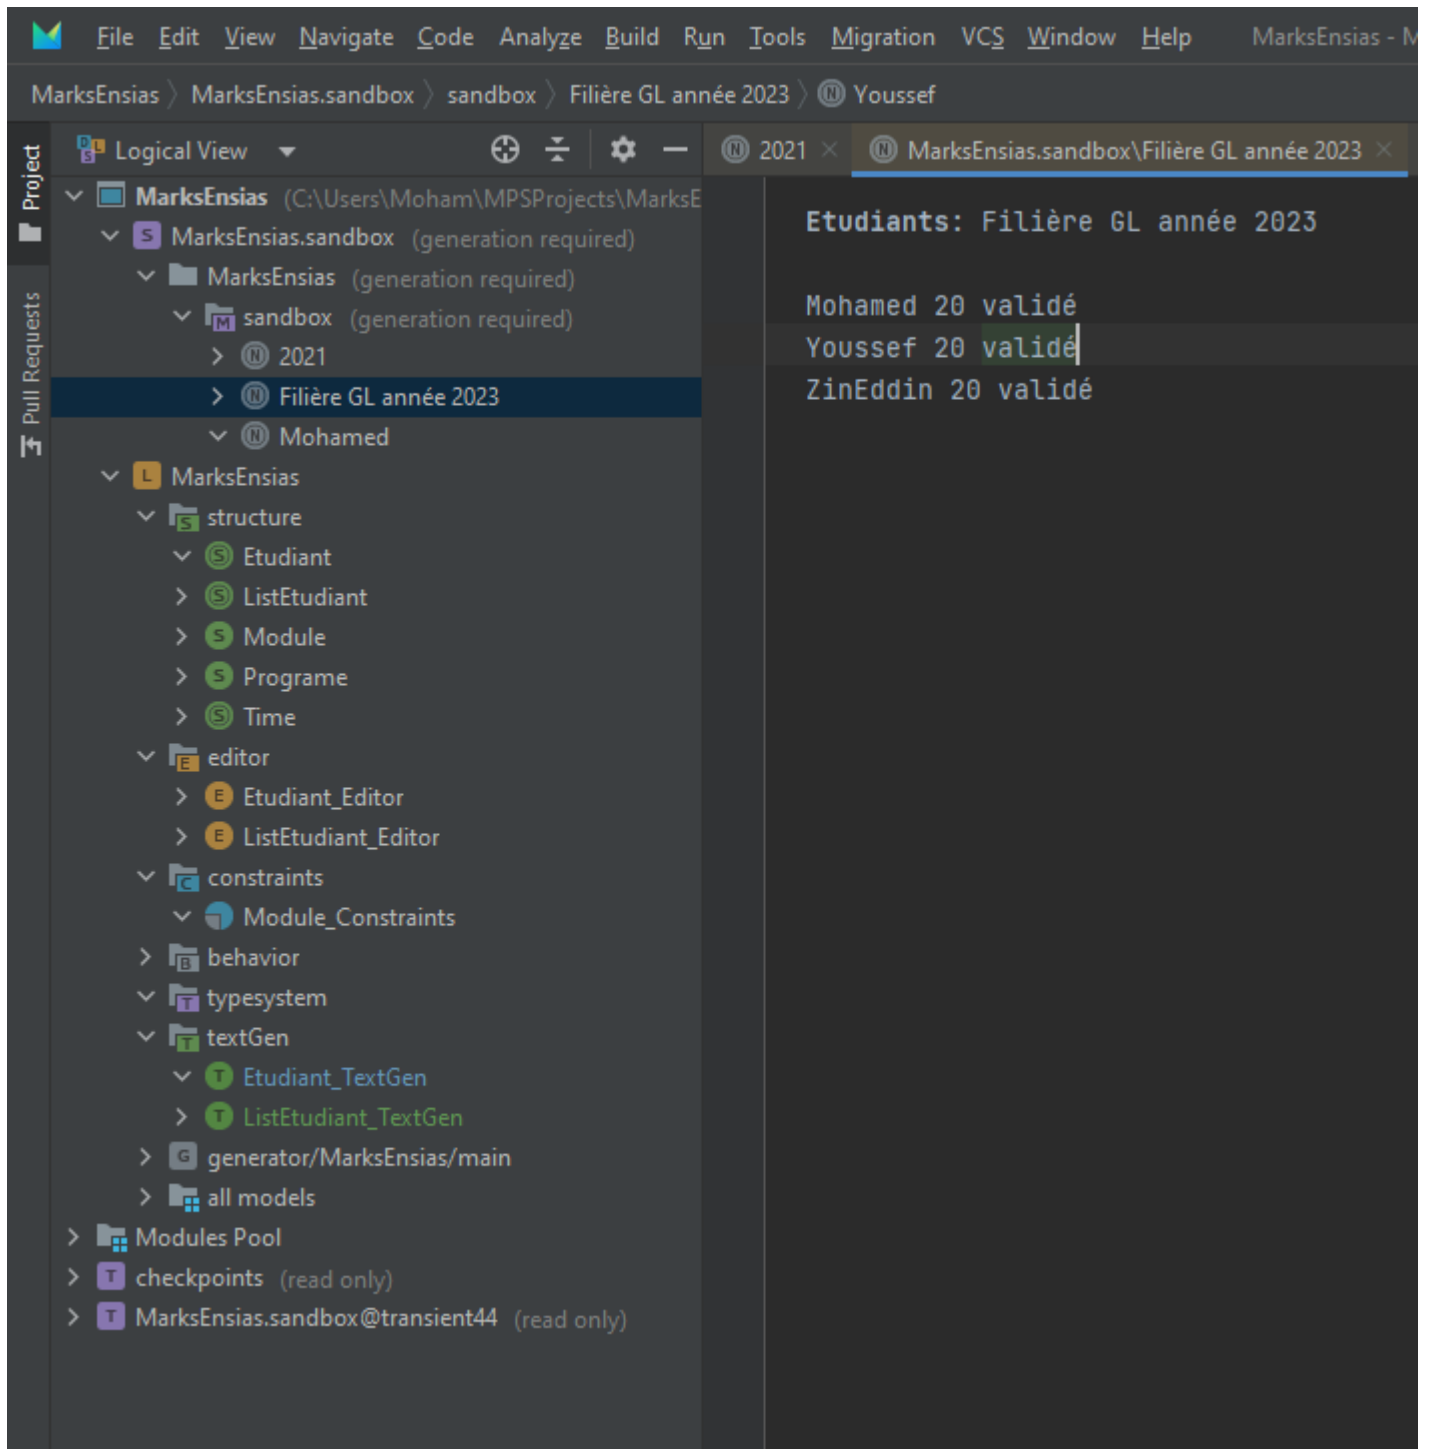 File Edit View Navigate Code Analyze Build Run Tools Migration VCS Window Help MarksEnsias - M
MarksEnsias MarksEnsias.sandbox sandbox Filière GL année 2023 Youssef
Project
Pull Requests
Logical View
2021
MarksEnsias.sandbox\Filière GL année 2023
MarksEnsias (C:\Users\Moham\MPSProjects\MarksE
MarksEnsias.sandbox (generation required)
MarksEnsias (generation required)
sandbox (generation required)
2021
Filière GL année 2023
Mohamed
MarksEnsias
structure
Etudiant
ListEtudiant
Module
Programe
Time
editor
Etudiant_Editor
ListEtudiant_Editor
constraints
Module_Constraints
behavior
typesystem
textGen
Etudiant_TextGen
ListEtudiant_TextGen
generator/MarksEnsias/main
all models
Modules Pool
checkpoints (read only)
MarksEnsias.sandbox@transient44 (read only)
Etudiants: Filière GL année 2023
Mohamed 20 validé
Youssef 20 validé
ZinEddin 20 validé